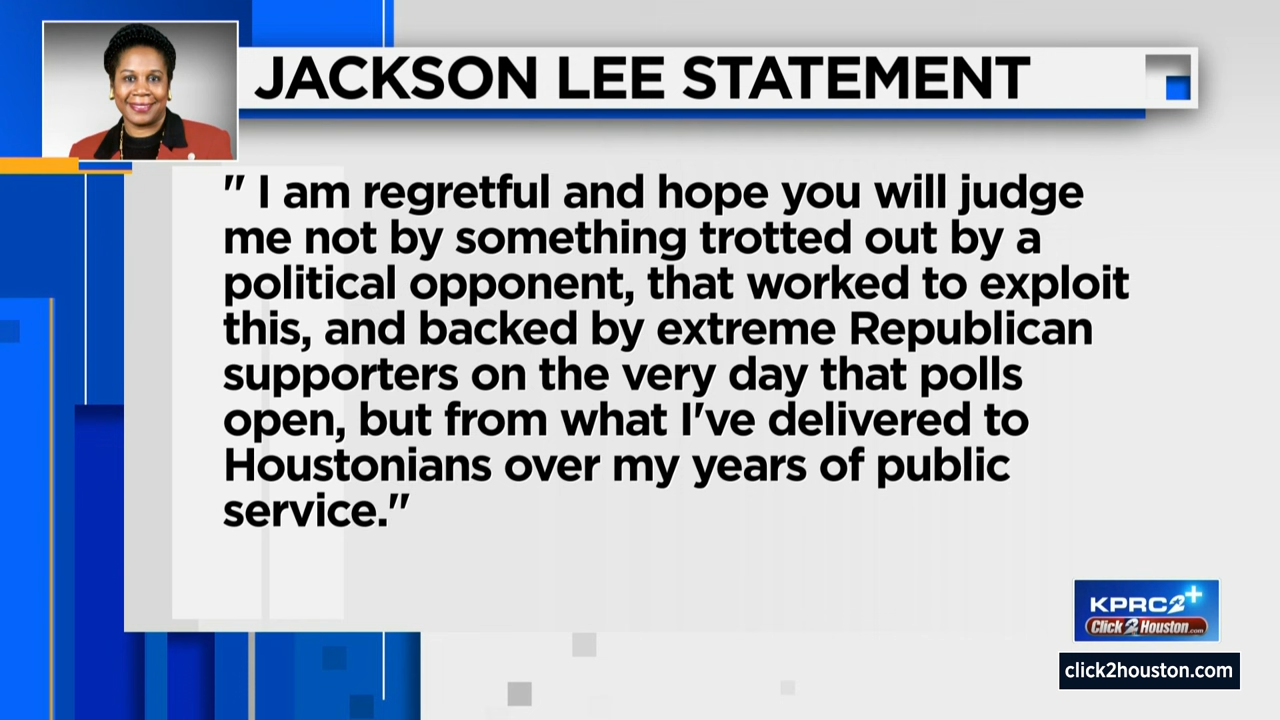 JACKSON LEE STATEMENT
" I am regretful and hope you will judge
me not by something trotted out by a
political opponent, that worked to exploit
this, and backed by extreme Republican
supporters on the very day that polls
open, but from what I've delivered to
Houstonians over my years of public
service."
KPRC2+
Click2Houston.com
click2houston.com